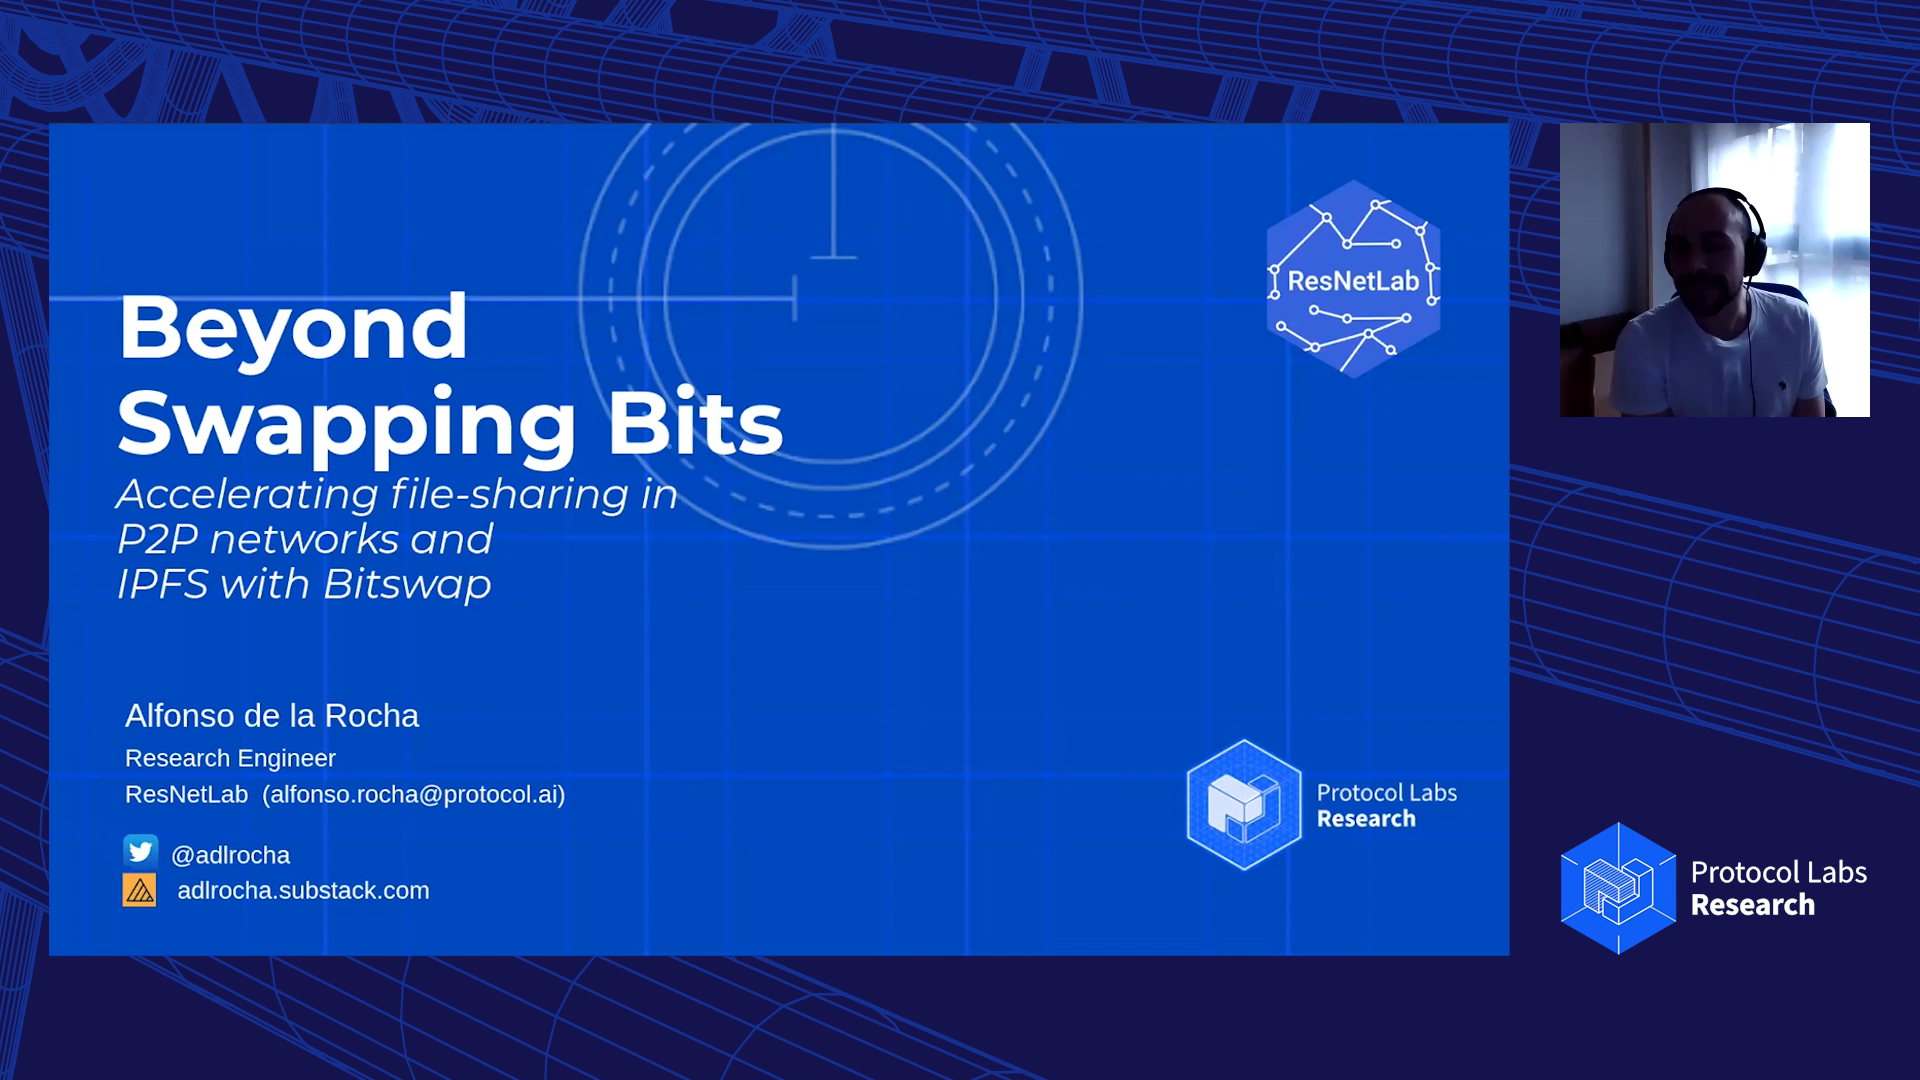 ResNetLab
Beyond
Swapping Bits
Accelerating file-sharing in
P2P networks and
IPFS with Bitswap
Alfonso de la Rocha
Research Engineer
ResNetLab (alfonso.rocha@protocol.ai)
@adlrocha
adlrocha.substack.com
Protocol Labs
Research
Protocol Labs
Research